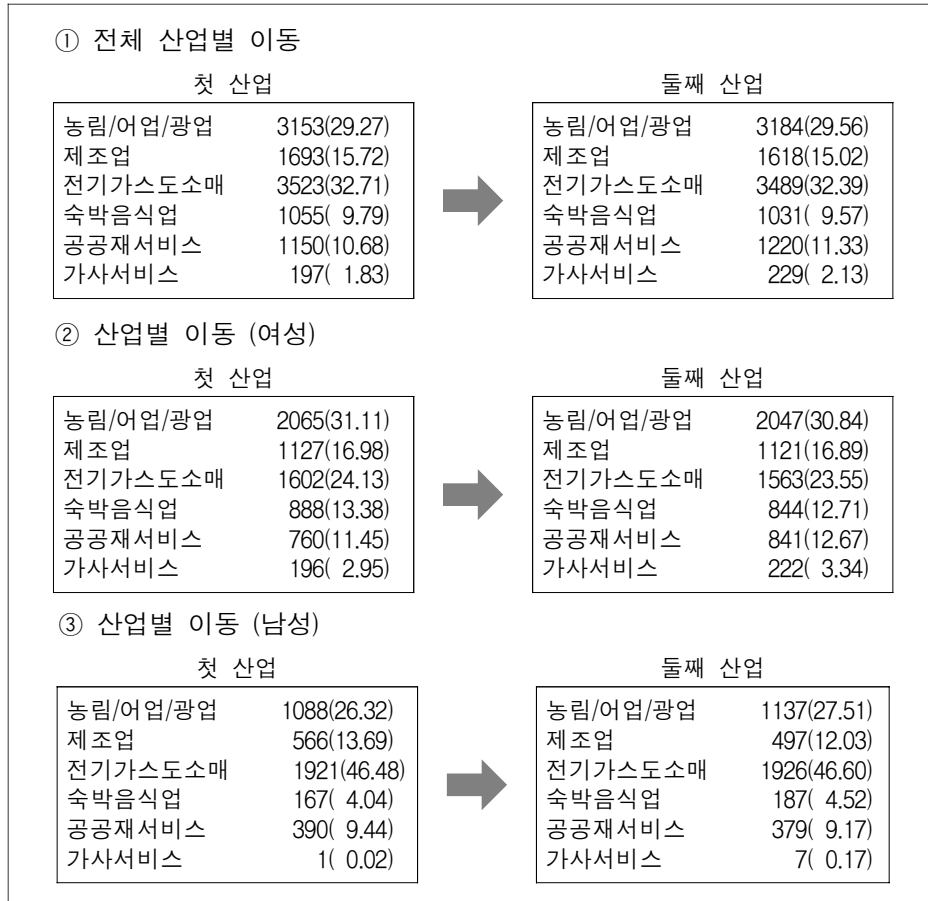 ① 전체 산업별 이동
첫 산업
농림/어업/광업 3153(29.27)
제조업 1693(15.72)
전기가스도소매 3523(32.71)
숙박음식업 1055( 9.79)
공공재서비스 1150(10.68)
가사서비스 197( 1.83)
둘째 산업
농림/어업/광업 3184(29.56)
제조업 1618(15.02)
전기가스도소매 3489(32.39)
숙박음식업 1031( 9.57)
공공재서비스 1220(11.33)
가사서비스 229( 2.13)
② 산업별 이동 (여성)
첫 산업
농림/어업/광업 2065(31.11)
제조업 1127(16.98)
전기가스도소매 1602(24.13)
숙박음식업 888(13.38)
공공재서비스 760(11.45)
가사서비스 196( 2.95)
둘째 산업
농림/어업/광업 2047(30.84)
제조업 1121(16.89)
전기가스도소매 1563(23.55)
숙박음식업 844(12.71)
공공재서비스 841(12.67)
가사서비스 222( 3.34)
③ 산업별 이동 (남성)
첫 산업
농림/어업/광업 1088(26.32)
제조업 566(13.69)
전기가스도소매 1921(46.48)
숙박음식업 167( 4.04)
공공재서비스 390( 9.44)
가사서비스 1( 0.02)
둘째 산업
농림/어업/광업 1137(27.51)
제조업 497(12.03)
전기가스도소매 1926(46.60)
숙박음식업 187( 4.52)
공공재서비스 379( 9.17)
가사서비스 7( 0.17)